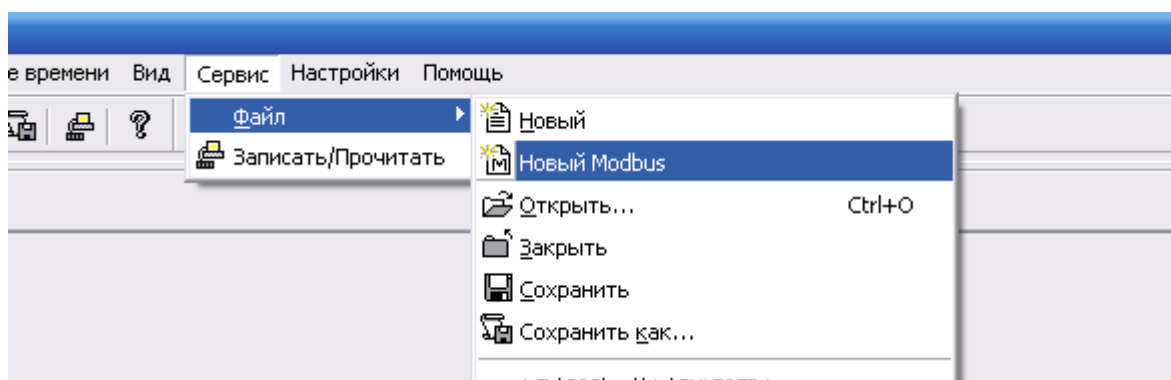 е времени Вид Сервис Настройки Помощь
Файл
Новый
Записать/Прочитать
Новый Modbus
Открыть... Ctrl+O
Закрыть
Сохранить
Сохранить как...